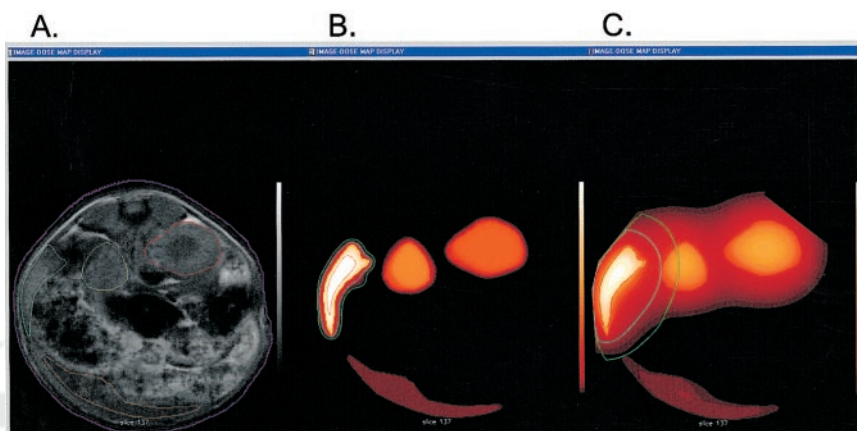 A.
B.
C.
IMAGE-DOSE MAP DISPLAY
IMAGE-DOSE MAP DISPLAY
IMAGE-DOSE MAP DISPLAY
slice 137
slice 137
slice 137